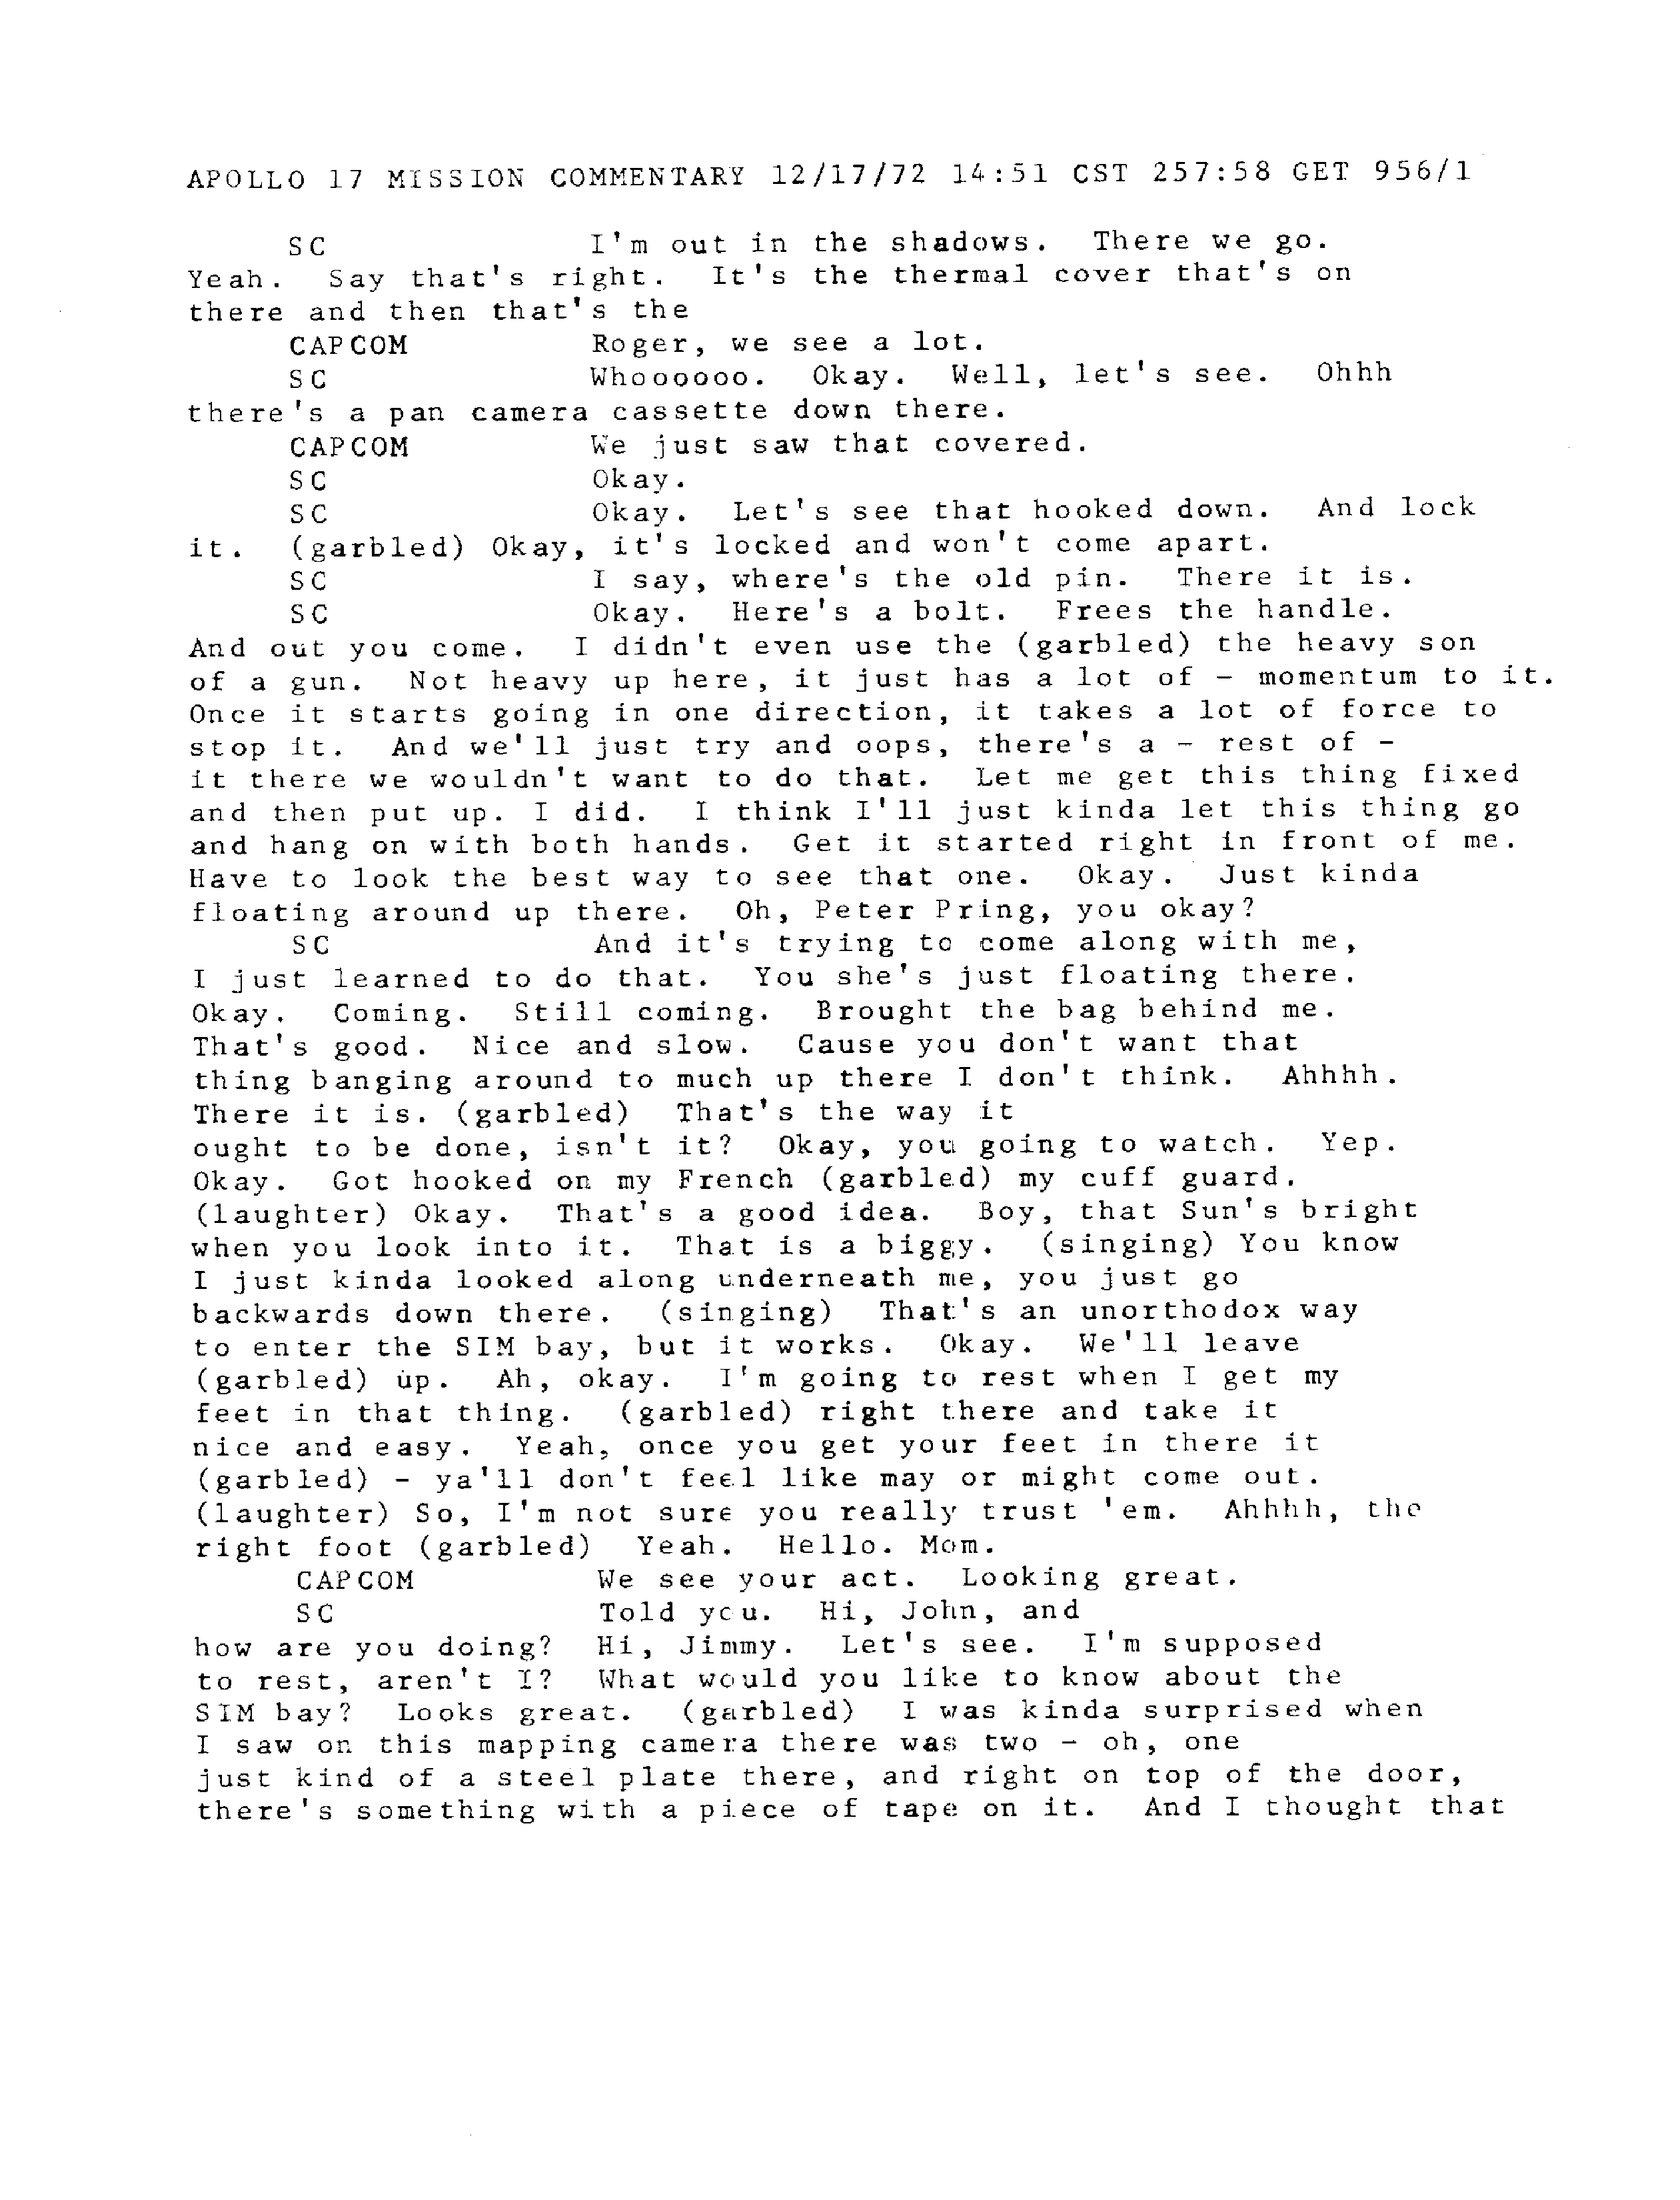 APOLLO 17 MISSION COMMENTARY 12/17/72 14:51 CST 257:58 GET 956/1
SC I'm out in the shadows. There we go.
Yeah. Say that's right. It's the thermal cover that's on
there and then that's the
CAPCOM Roger, we see a lot.
SC Whoooooo. Okay. Well, let's see. Ohhh
there's a pan camera cassette down there.
CAPCOM We just saw that covered.
SC Okay.
SC Okay. Let's see that hooked down. And lock
it. (garbled) Okay, it's locked and won't come apart.
SC I say, where's the old pin. There it is.
SC Okay. Here's a bolt. Frees the handle.
And out you come. I didn't even use the (garbled) the heavy son
of a gun. Not heavy up here, it just has a lot of - momentum to it.
Once it starts going in one direction, it takes a lot of force to
stop it. And we'll just try and oops, there's a - rest of -
it there we wouldn't want to do that. Let me get this thing fixed
and then put up. I did. I think I'll just kinda let this thing go
and hang on with both hands. Get it started right in front of me.
Have to look the best way to see that one. Okay. Just kinda
floating around up there. Oh, Peter Pring, you okay?
SC And it's trying to come along with me,
I just learned to do that. You she's just floating there.
Okay. Coming. Still coming. Brought the bag behind me.
That's good. Nice and slow. Cause you don't want that
thing banging around to much up there I don't think. Ahhhh.
There it is. (garbled) That's the way it
ought to be done, isn't it? Okay, you going to watch. Yep.
Okay. Got hooked on my French (garbled) my cuff guard.
(laughter) Okay. That's a good idea. Boy, that Sun's bright
when you look into it. That is a biggy. (singing) You know
I just kinda looked along underneath me, you just go
backwards down there. (singing) That's an unorthodox way
to enter the SIM bay, but it works. Okay. We'll leave
(garbled) up. Ah, okay. I'm going to rest when I get my
feet in that thing. (garbled) right there and take it
nice and easy. Yeah, once you get your feet in there it
(garbled) - ya'll don't feel like may or might come out.
(laughter) So, I'm not sure you really trust 'em. Ahhhh, the
right foot (garbled) Yeah. Hello. Mom.
CAPCOM We see your act. Looking great.
SC Told you. Hi, John, and
how are you doing? Hi, Jimmy. Let's see. I'm supposed
to rest, aren't I? What would you like to know about the
SIM bay? Looks great. (garbled) I was kinda surprised when
I saw on this mapping camera there was two - oh, one
just kind of a steel plate there, and right on top of the door,
there's something with a piece of tape on it. And I thought that